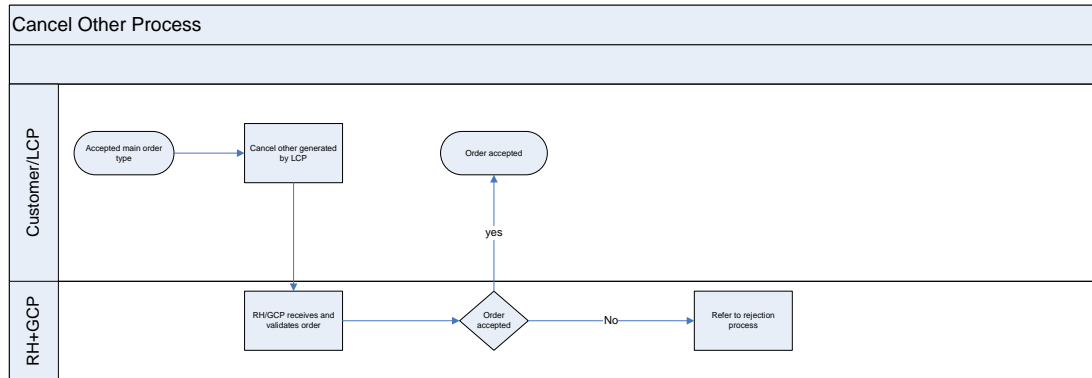 Cancel Other Process
Customer/LCP
Accepted main order
type
Cancel other generated
by LCP
Order accepted
yes
RH+GCP
RH/GCP receives and
validates order
Order
accepted
No
Refer to rejection
process